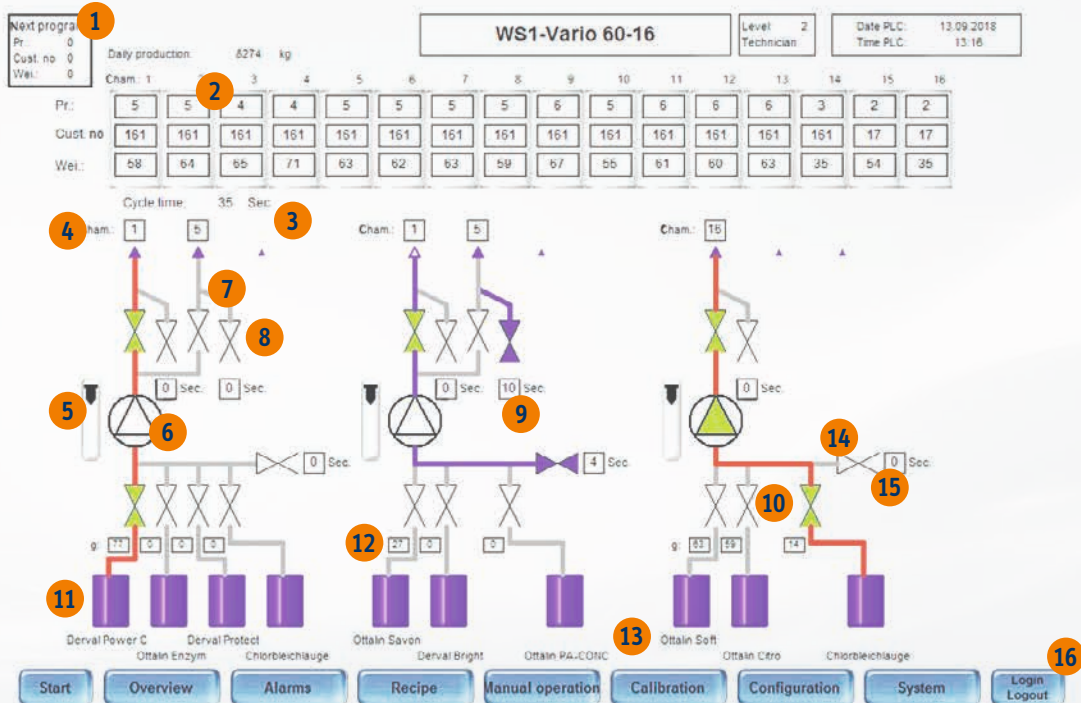 Next progra 1
Pr.: 0
Cust. no 0
Wei.: 0
WS1-Vario 60-16
Level: 2
Technician
Date PLC: 13.09.2018
Time PLC: 13:16
Daily production: 8274 kg
Cham.: 1 2 3 4 5 6 7 8 9 10 11 12 13 14 15 16
2
Pr.: 5 5 4 4 5 5 5 5 6 5 6 6 6 3 2 2
Cust. no 161 161 161 161 161 161 161 161 161 161 161 161 161 161 17 17
Wei.: 58 64 65 71 63 62 63 59 67 55 61 60 63 35 54 35
Cycle time: 35 Sec.
3
4 ham.: 1 5
Cham.: 1 5
Cham.: 16
7
8
0 Sec. 0 Sec.
0 Sec. 10 Sec.
0 Sec.
5
6
9
14
0 Sec.
4 Sec.
0 Sec.
15
10
g: 77 0 0 0
12 27 0 0
g: 63 59 14
11
Derval Power C Derval Protect
Ottalin Enzym Chlorbleichlauge
Ottalin Savon
Derval Bright Ottalin PA-CONC
13
Ottalin Soft
Ottalin Citro Chlorbleichlauge
16
Start Overview Alarms Recipe Manual operation Calibration Configuration System Login
Logout